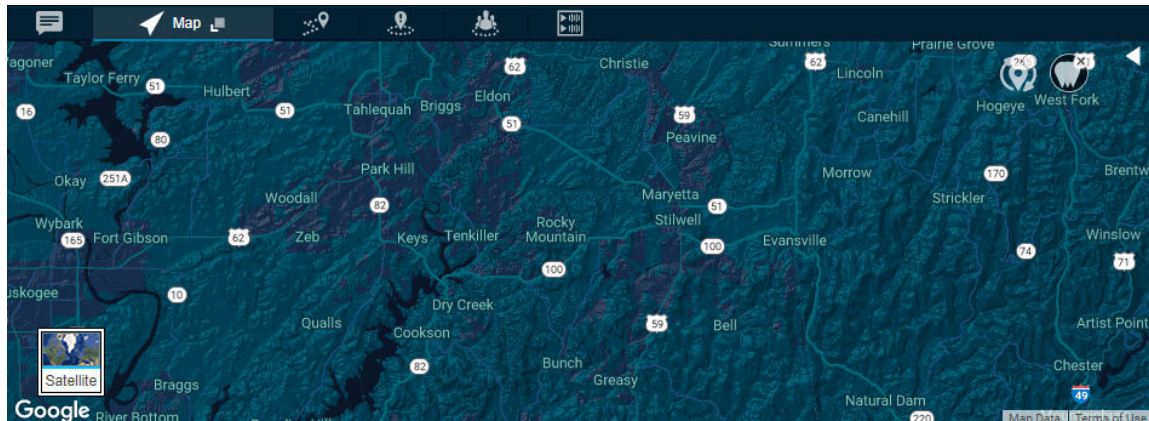 Map
Summers
Prairie Grove
Wagoner
Taylor Ferry
51
Hulbert
62
Christie
62
Lincoln
Hogeye
West Fork
16
51
Tahlequah
Briggs
Eldon
51
59
Peavine
Canehill
80
Okay
251A
Park Hill
Woodall
82
Maryetta
51
Morrow
170
Strickler
Wybark
165
Fort Gibson
62
Zeb
Keys
Tenkiller
Rocky
Mountain
Stilwell
100
Evansville
74
Winslow
71
10
100
Dry Creek
Qualls
Cookson
59
Bell
Artist Point
82
Bunch
Greasy
Chester
49
Satellite
Braggs
Natural Dam
220
Google
River Bottom
Map Data
Terms of Use